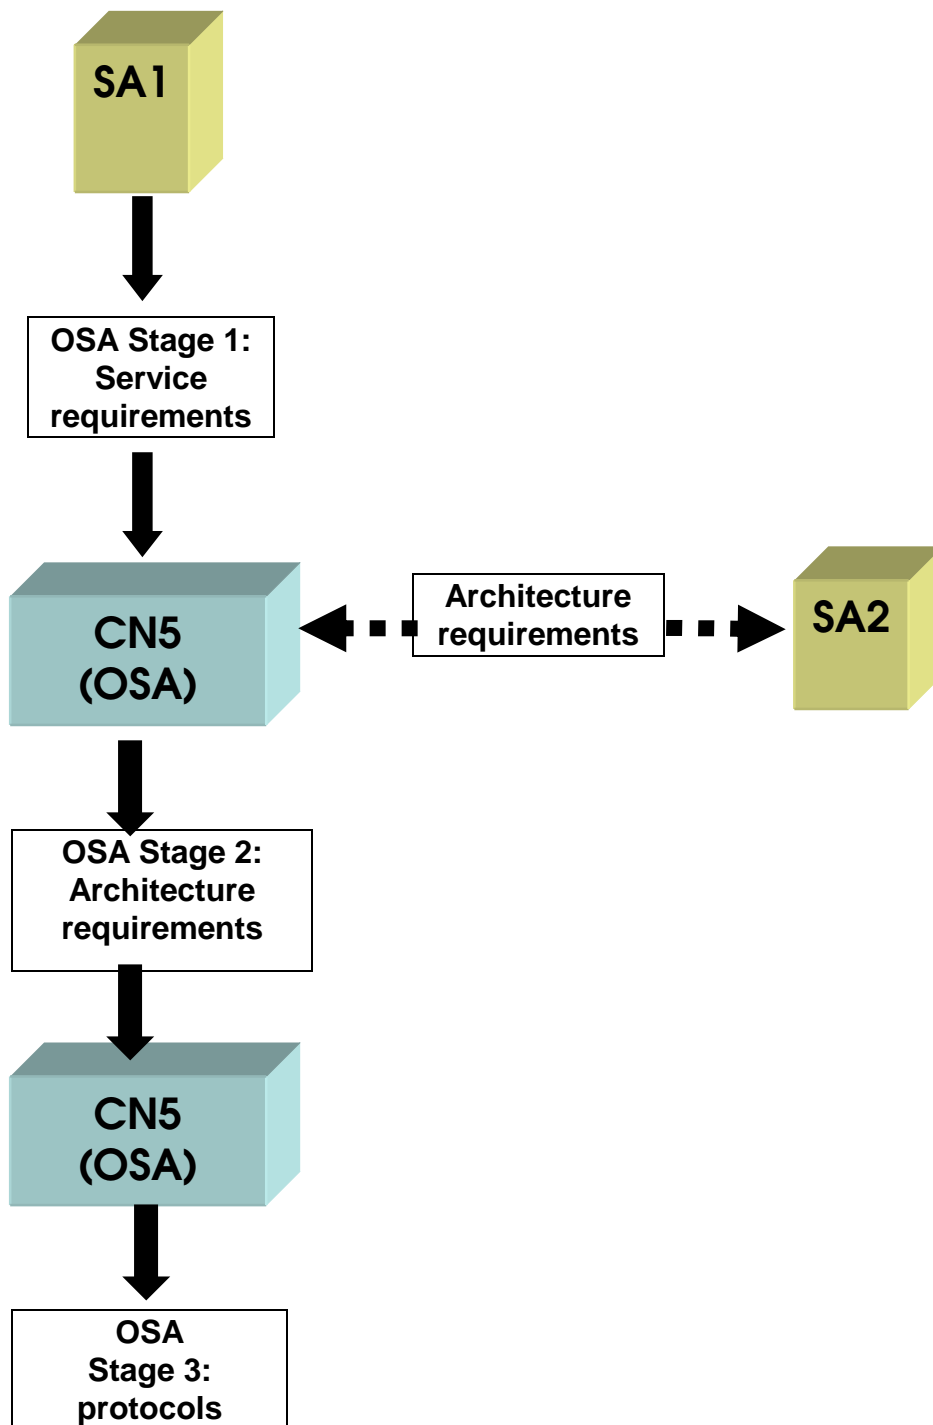 SA1
OSA Stage 1:
Service
requirements
CN5
(OSA)
Architecture
requirements
SA2
OSA Stage 2:
Architecture
requirements
CN5
(OSA)
OSA
Stage 3:
protocols